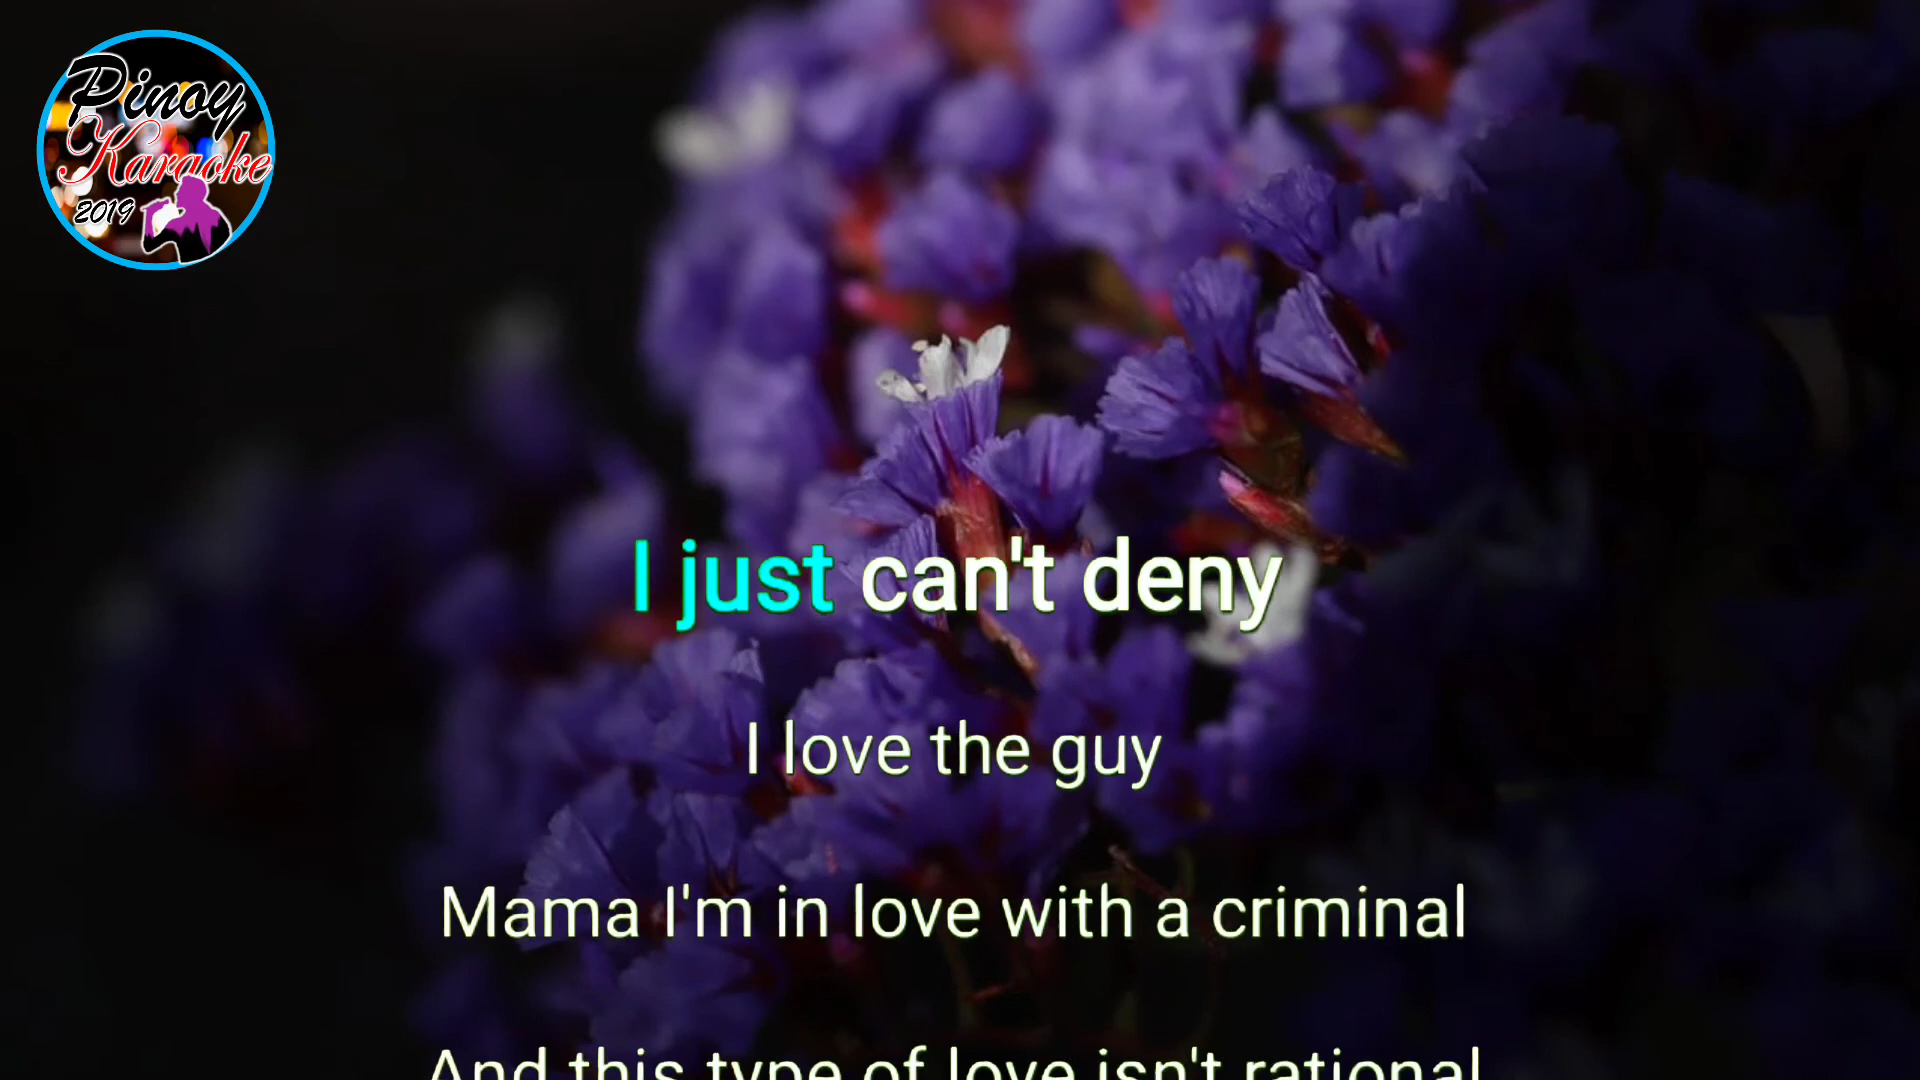 Pinoy
Karaoke
2019
I just can't deny
I love the guy
Mama I'm in love with a criminal
And this type of love isn't rational